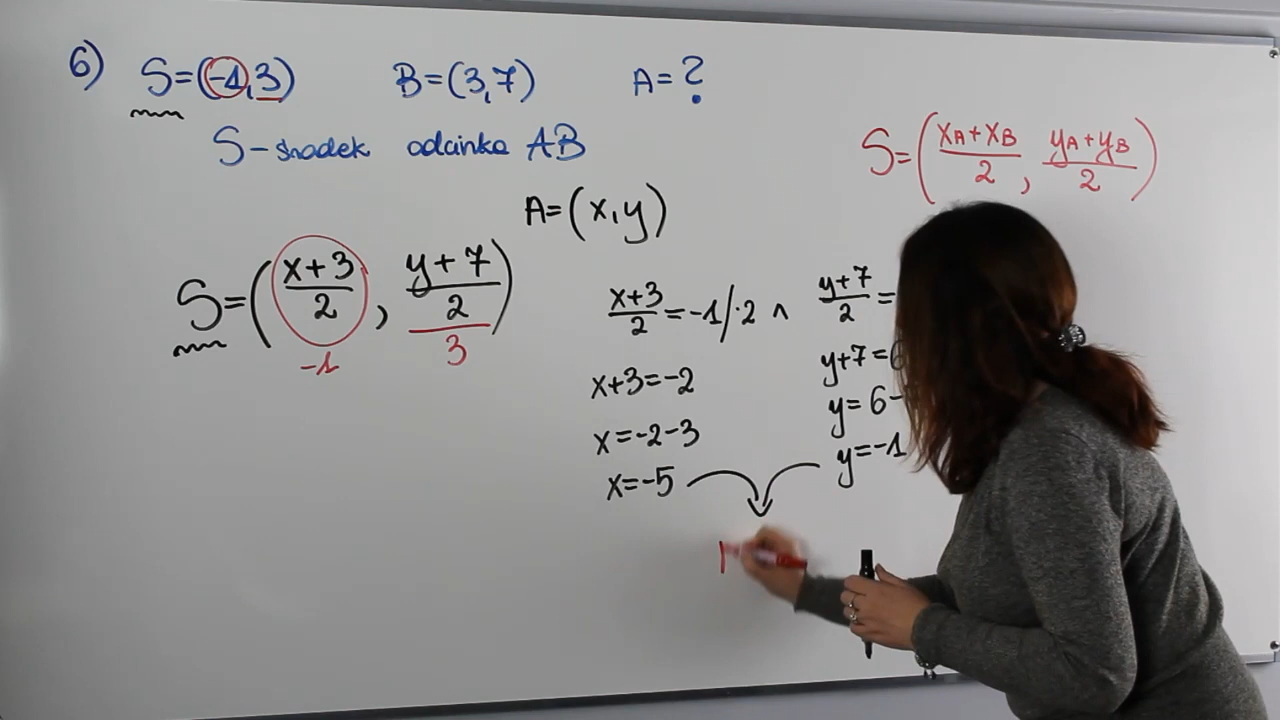 6) S=(-1,3) B=(3,7) A=?
S-środek odcinka AB
S=(xA+xB/2, yA+yB/2)
A=(x,y)
S=(x+3/2, y+7/2)
-1 3
x+3/2=-1/·2 ∧ y+7/2=
x+3=-2 y+7=6
x=-2-3 y=6-
x=-5 y=-1